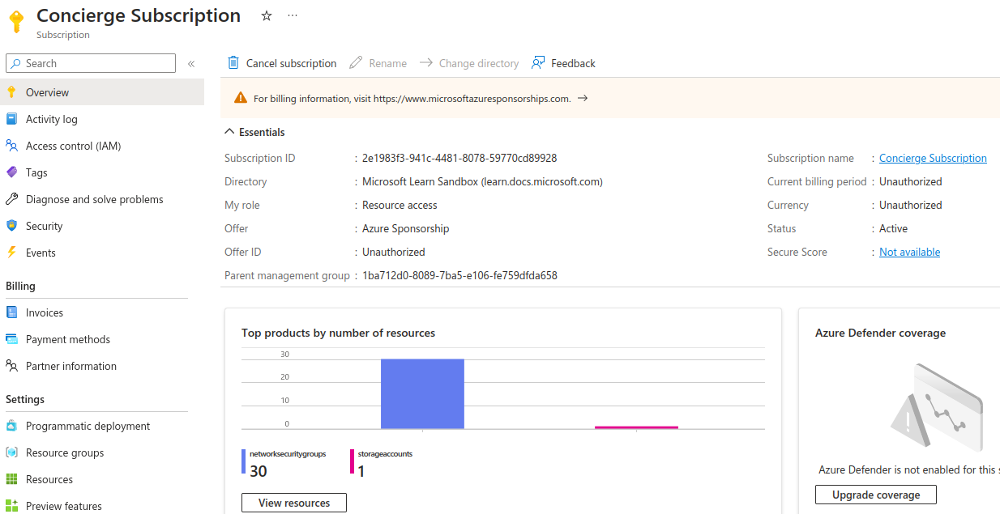 Concierge Subscription
Subscription
Search
Overview
Activity log
Access control (IAM)
Tags
Diagnose and solve problems
Security
Events
Billing
Invoices
Payment methods
Partner information
Settings
Programmatic deployment
Resource groups
Resources
Preview features
Cancel subscription Rename Change directory Feedback
For billing information, visit https://www.microsoftazuresponsorships.com. →
Essentials
Subscription ID : 2e1983f3-941c-4481-8078-59770cd89928
Directory : Microsoft Learn Sandbox (learn.docs.microsoft.com)
My role : Resource access
Offer : Azure Sponsorship
Offer ID : Unauthorized
Parent management group : 1ba712d0-8089-7ba5-e106-fe759dfda658
Subscription name : Concierge Subscription
Current billing period : Unauthorized
Currency : Unauthorized
Status : Active
Secure Score : Not available
Top products by number of resources
30
20
10
0
networksecuritygroups
30
storageaccounts
1
View resources
Azure Defender coverage
Azure Defender is not enabled for this
Upgrade coverage